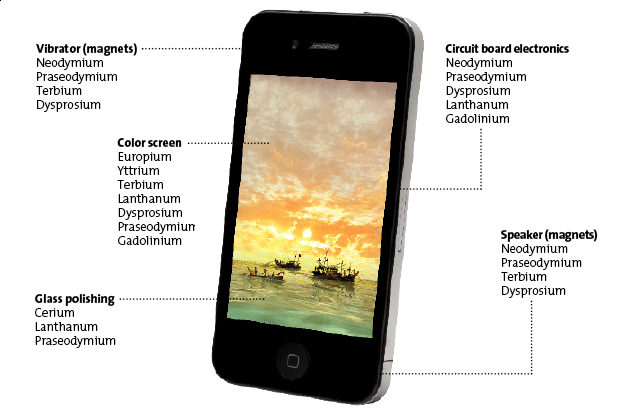 Vibrator (magnets)
Neodymium
Praseodymium
Terbium
Dysprosium
Color screen
Europium
Yttrium
Terbium
Lanthanum
Dysprosium
Praseodymium
Gadolinium
Glass polishing
Cerium
Lanthanum
Praseodymium
Circuit board electronics
Neodymium
Praseodymium
Dysprosium
Lanthanum
Gadolinium
Speaker (magnets)
Neodymium
Praseodymium
Terbium
Dysprosium